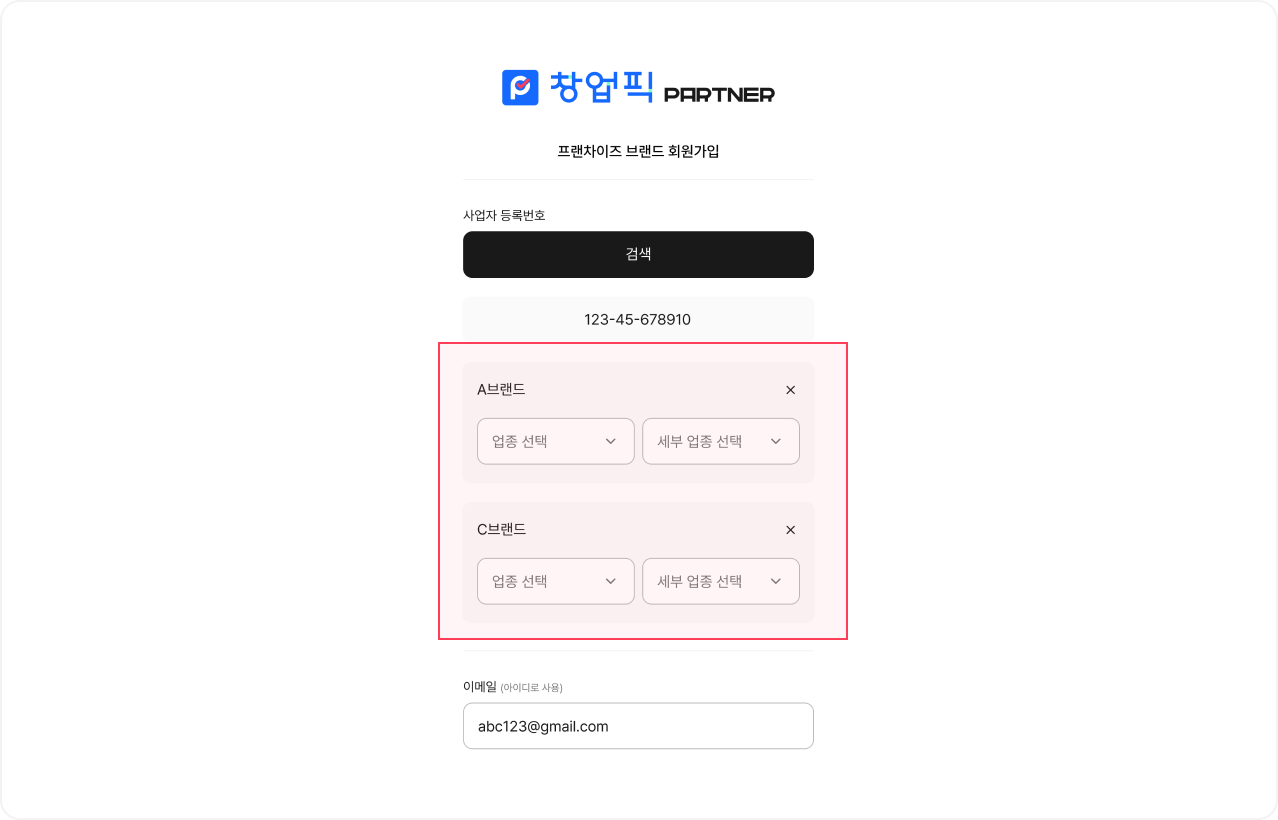 창업픽 PARTNER
프랜차이즈 브랜드 회원가입
사업자 등록번호
검색
123-45-678910
A브랜드
업종 선택 세부 업종 선택
C브랜드
업종 선택 세부 업종 선택
이메일 (아이디로 사용)
abc123@gmail.com